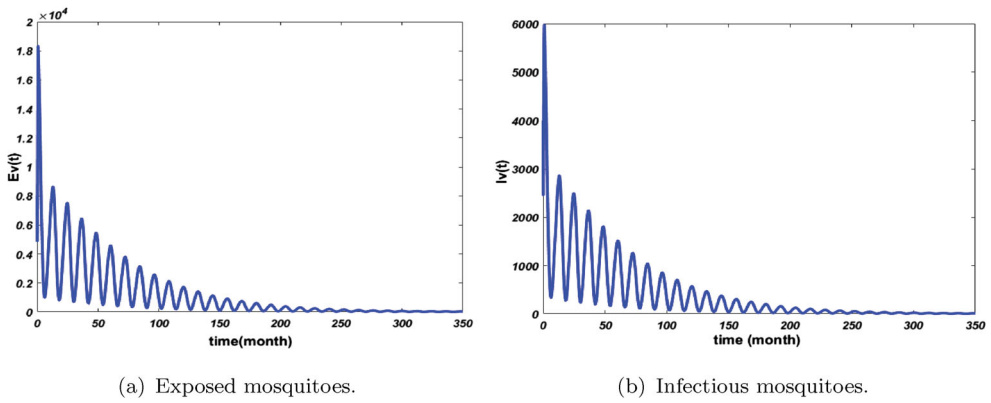 ×10⁴
2
1.8
1.6
1.4
1.2
1
0.8
0.6
0.4
0.2
0
Ev(t)
0 50 100 150 200 250 300 350
time(month)
(a) Exposed mosquitoes.
6000
5000
4000
3000
2000
1000
0
Iv(t)
0 50 100 150 200 250 300 350
time (month)
(b) Infectious mosquitoes.